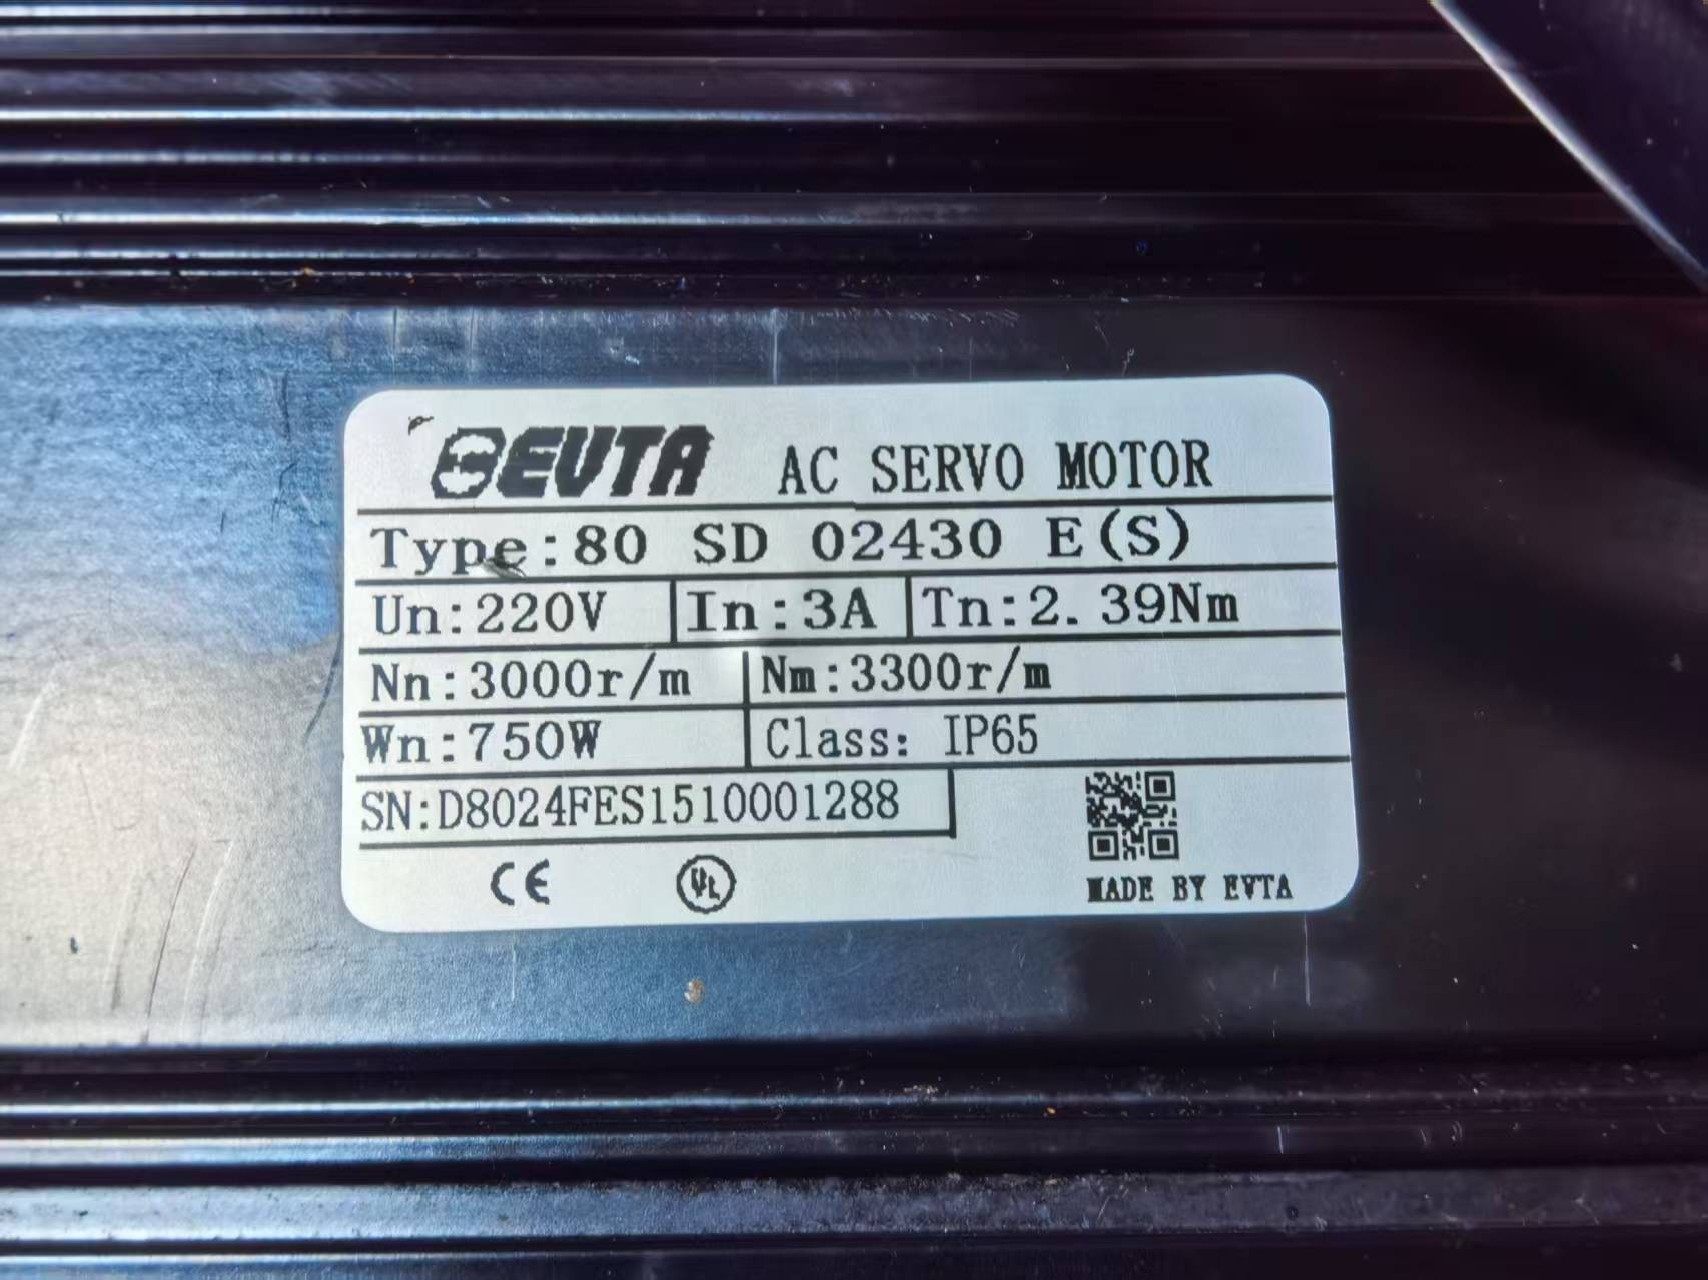 EVTA AC SERVO MOTOR
Type:80 SD 02430 E(S)
Un:220V In:3A Tn:2.39Nm
Nn:3000r/m Nm:3300r/m
Wn:750W Class: IP65
SN:D8024FES1510001288
CE UL
MADE BY EVTA